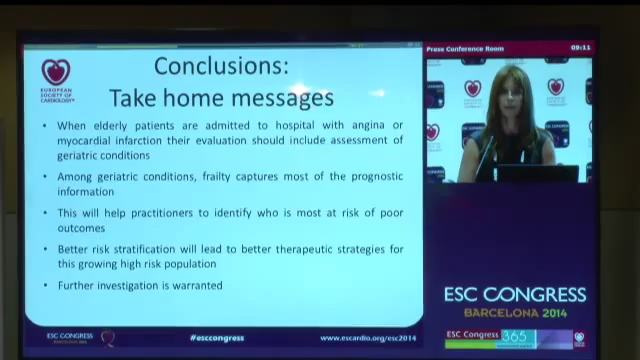 Press Conference Room
09:11
EUROPEAN
SOCIETY OF
CARDIOLOGY
Conclusions:
Take home messages
• When elderly patients are admitted to hospital with angina or
myocardial infarction their evaluation should include assessment of
geriatric conditions
• Among geriatric conditions, frailty captures most of the prognostic
information
• This will help practitioners to identify who is most at risk of poor
outcomes
• Better risk stratification will lead to better therapeutic strategies for
this growing high risk population
• Further investigation is warranted
ESC CONGRESS
BARCELONA 2014
ESC CONGRESS
BARCELONA 2014
#esccongress
www.escardio.org/esc2014
ESC Congress
365